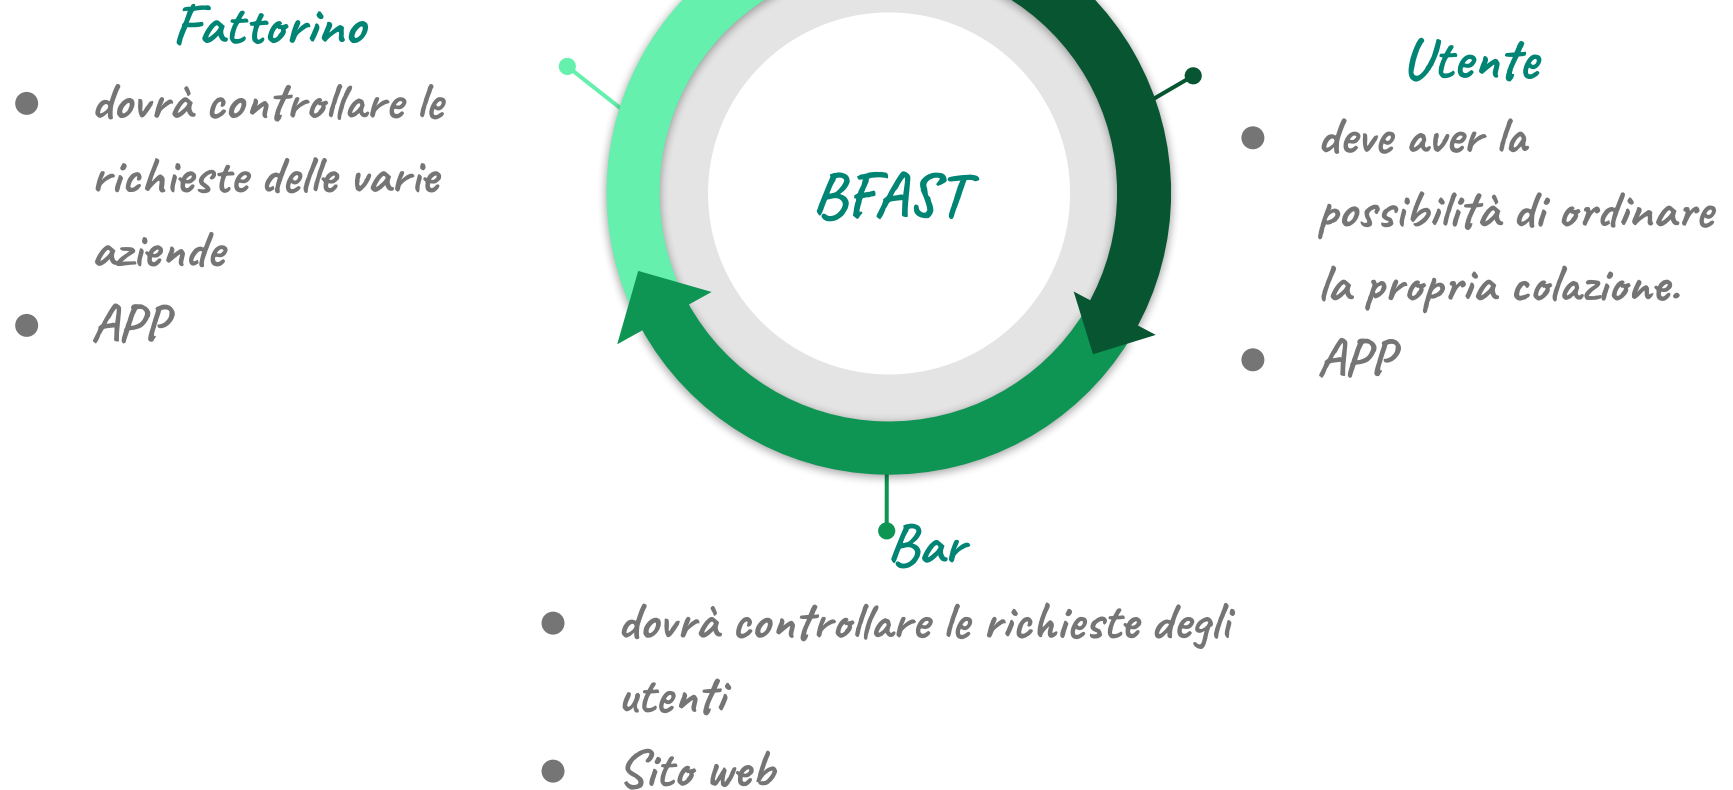 Fattorino
dovrà controllare le
richieste delle varie
aziende
APP
BFAST
Utente
deve aver la
possibilità di ordinare
la propria colazione.
APP
Bar
dovrà controllare le richieste degli
utenti
Sito web